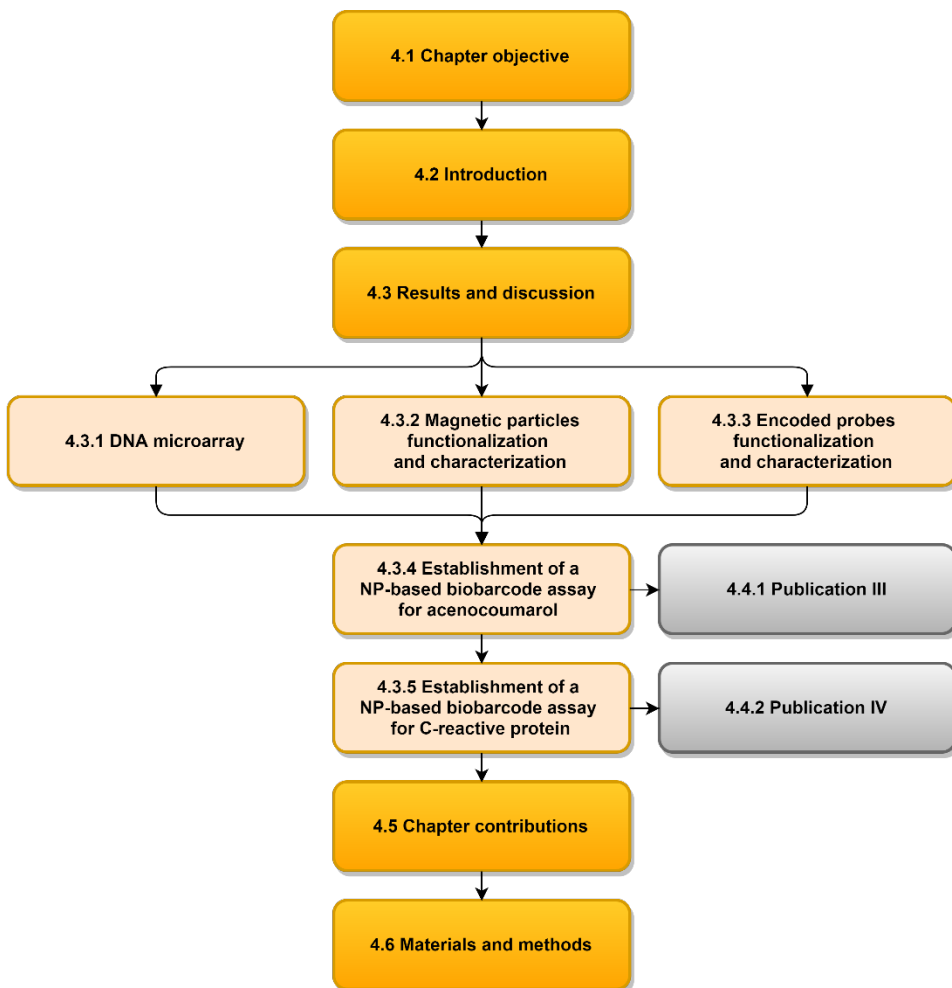 4.1 Chapter objective
4.2 Introduction
4.3 Results and discussion
4.3.1 DNA microarray
4.3.2 Magnetic particles
functionalization
and characterization
4.3.3 Encoded probes
functionalization
and characterization
4.3.4 Establishment of a
NP-based biobarcode assay
for acenocoumarol
4.4.1 Publication III
4.3.5 Establishment of a
NP-based biobarcode assay
for C-reactive protein
4.4.2 Publication IV
4.5 Chapter contributions
4.6 Materials and methods